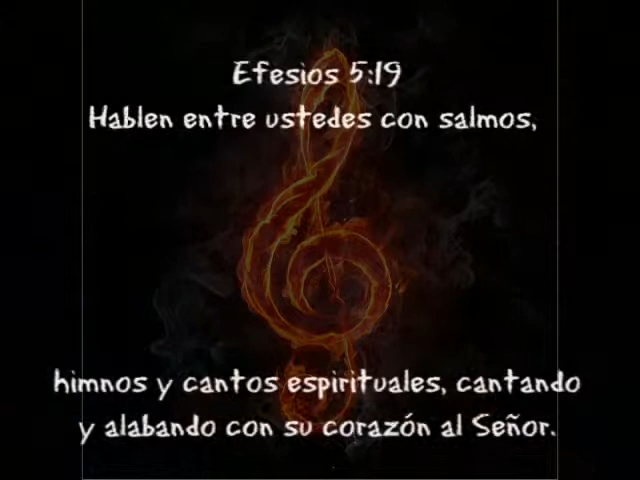 Efesios 5:19
Hablen entre ustedes con salmos,
himnos y cantos espirituales, cantando
y alabando con su corazón al Señor.